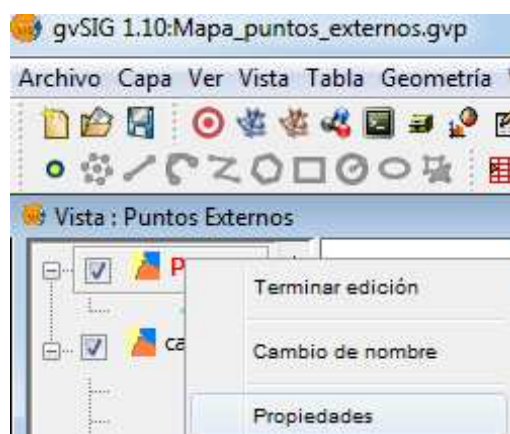 gvSIG 1.10:Mapa_puntos_externos.gvp
Archivo Capa Ver Vista Tabla Geometría
Vista : Puntos Externos
P
Terminar edición
ca
Cambio de nombre
Propiedades